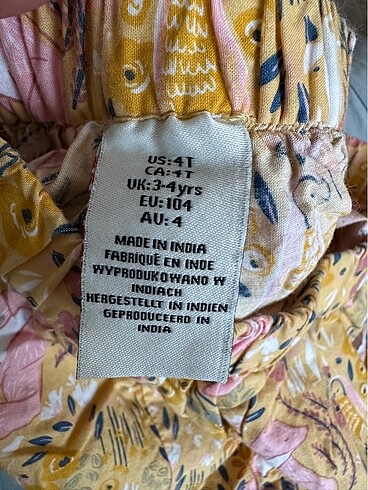 US:4T
CA:4T
UK:3-4yrs
EU:104
AU:4
MADE IN INDIA
FABRIQUÉ EN INDE
WYPRODUKOWANO W
INDIACH
HERGESTELLT IN INDIEN
GEPRODUCEERD IN
INDIA